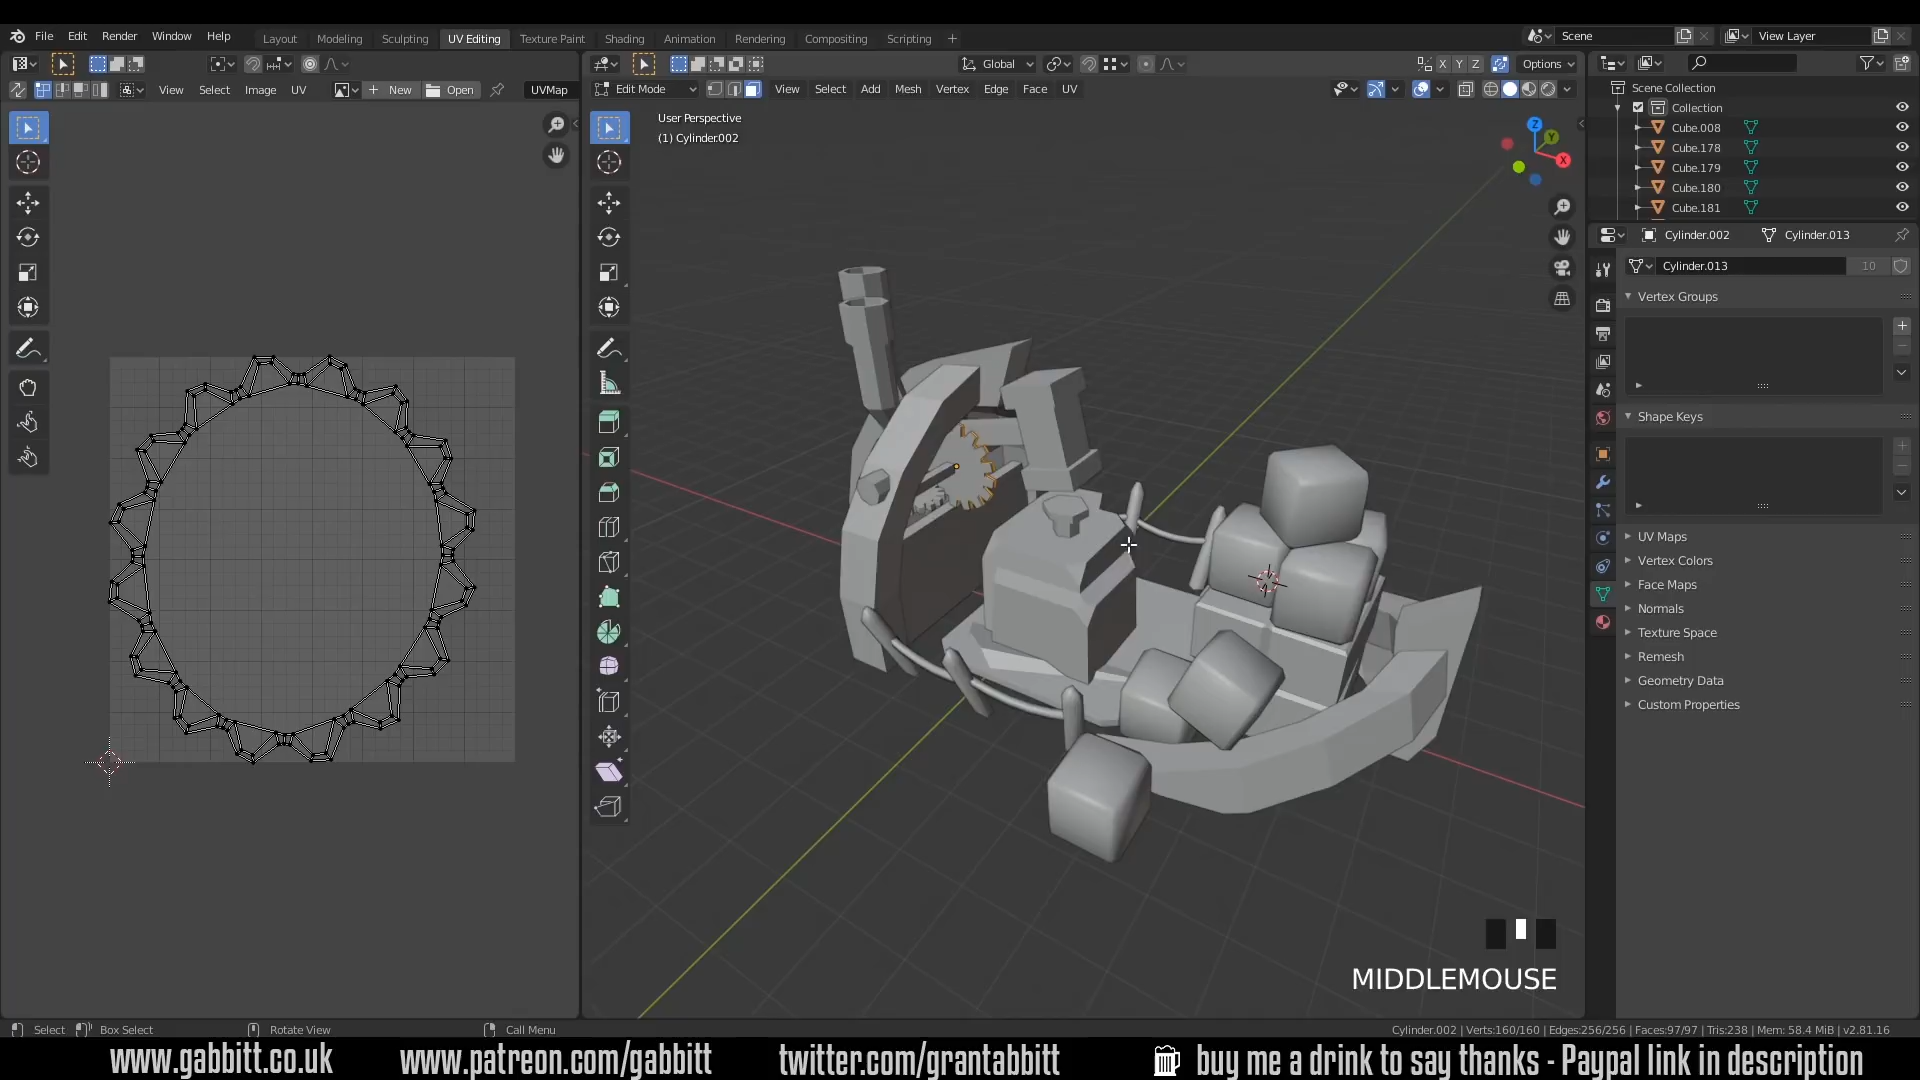 File Edit Render Window Help Layout Modeling Sculpting UV Editing Texture Paint Shading Animation Rendering Compositing Scripting Scene View Layer
Global X Y Z Options
View Select Image UV New Open UVMap Edit Mode View Select Add Mesh Vertex Edge Face UV
User Perspective
(1) Cylinder.002
Z
Y
X
Scene Collection
Collection
Cube.008
Cube.178
Cube.179
Cube.180
Cube.181
Cylinder.002 Cylinder.013
Cylinder.013 10
Vertex Groups
Shape Keys
UV Maps
Vertex Colors
Face Maps
Normals
Texture Space
Remesh
Geometry Data
Custom Properties
MIDDLEMOUSE
Select Box Select Rotate View Call Menu Cylinder.002 | Verts:160/160 | Edges:256/256 | Faces:97/97 | Tris:238 | Mem: 58.4 MiB | v2.81.16
www.gabbitt.co.uk www.patreon.com/gabbitt twitter.com/grantabbitt buy me a drink to say thanks - Paypal link in description